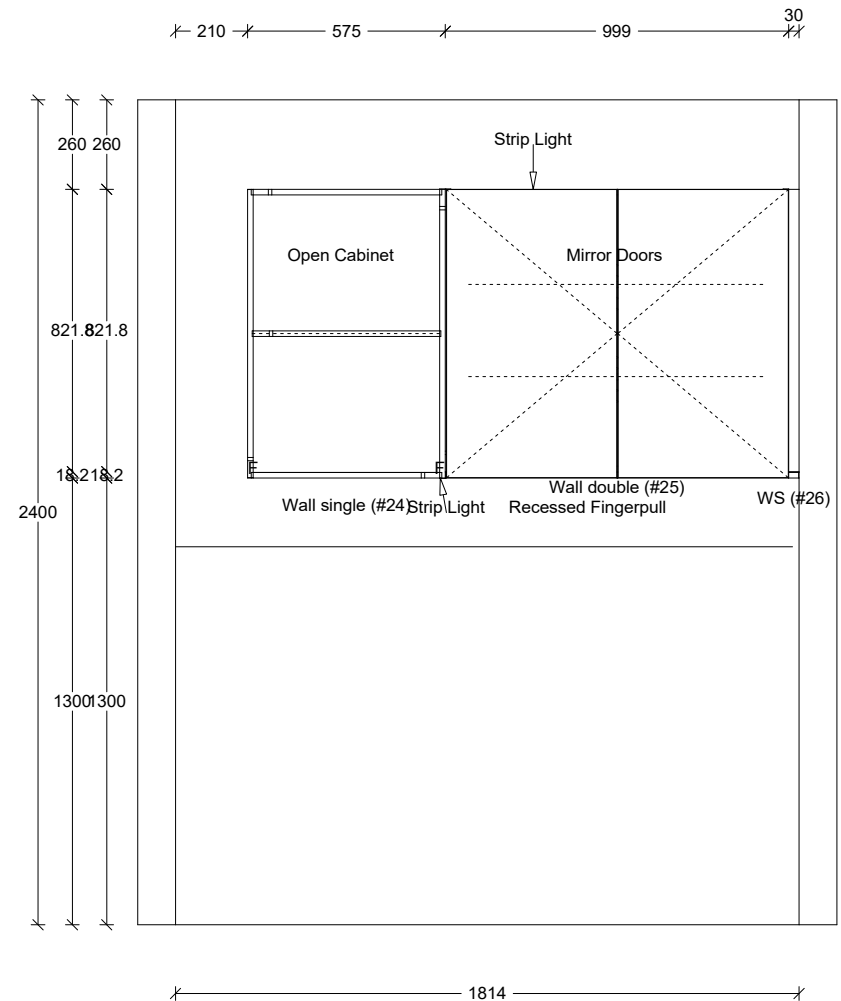 30
210
575
999
260
260
Strip Light
Open Cabinet
Mirror Doors
821.8
821.8
18.2
18.2
Wall double (#25)
Wall single (#24)
Strip Light
Recessed Fingerpull
WS (#26)
2400
1300
1300
1814